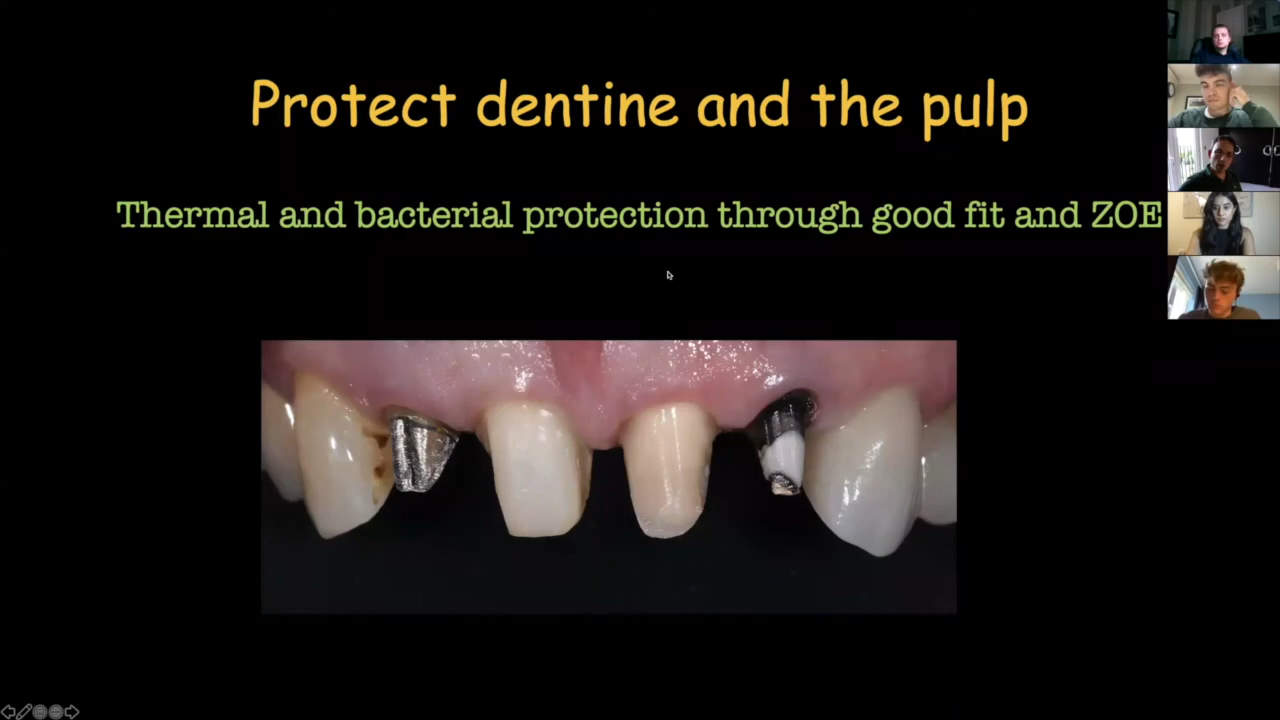 Protect dentine and the pulp
Thermal and bacterial protection through good fit and ZOE